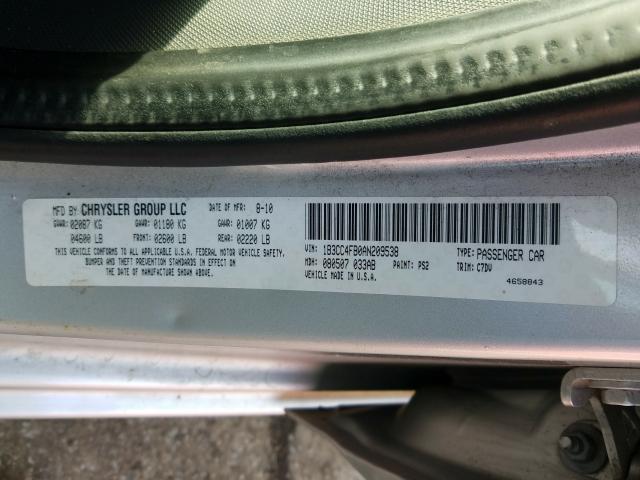 MFD BY CHRYSLER GROUP LLC DATE OF MFR: 8-10
GVWR: 02087 KG GAWR: 01180 KG GAWR: 01007 KG
04600 LB FRONT: 02600 LB REAR: 02220 LB
THIS VEHICLE CONFORMS TO ALL APPLICABLE FEDERAL MOTOR VEHICLE SAFETY,
BUMPER AND THEFT PREVENTION STANDARDS IN EFFECT ON
THE DATE OF MANUFACTURE SHOWN ABOVE.
VIN: 1B3CC4FB0AN209538 TYPE: PASSENGER CAR
MDH: 080507 033AB PAINT: PS2 TRIM: C7DV
VEHICLE MADE IN U.S.A.
4658843